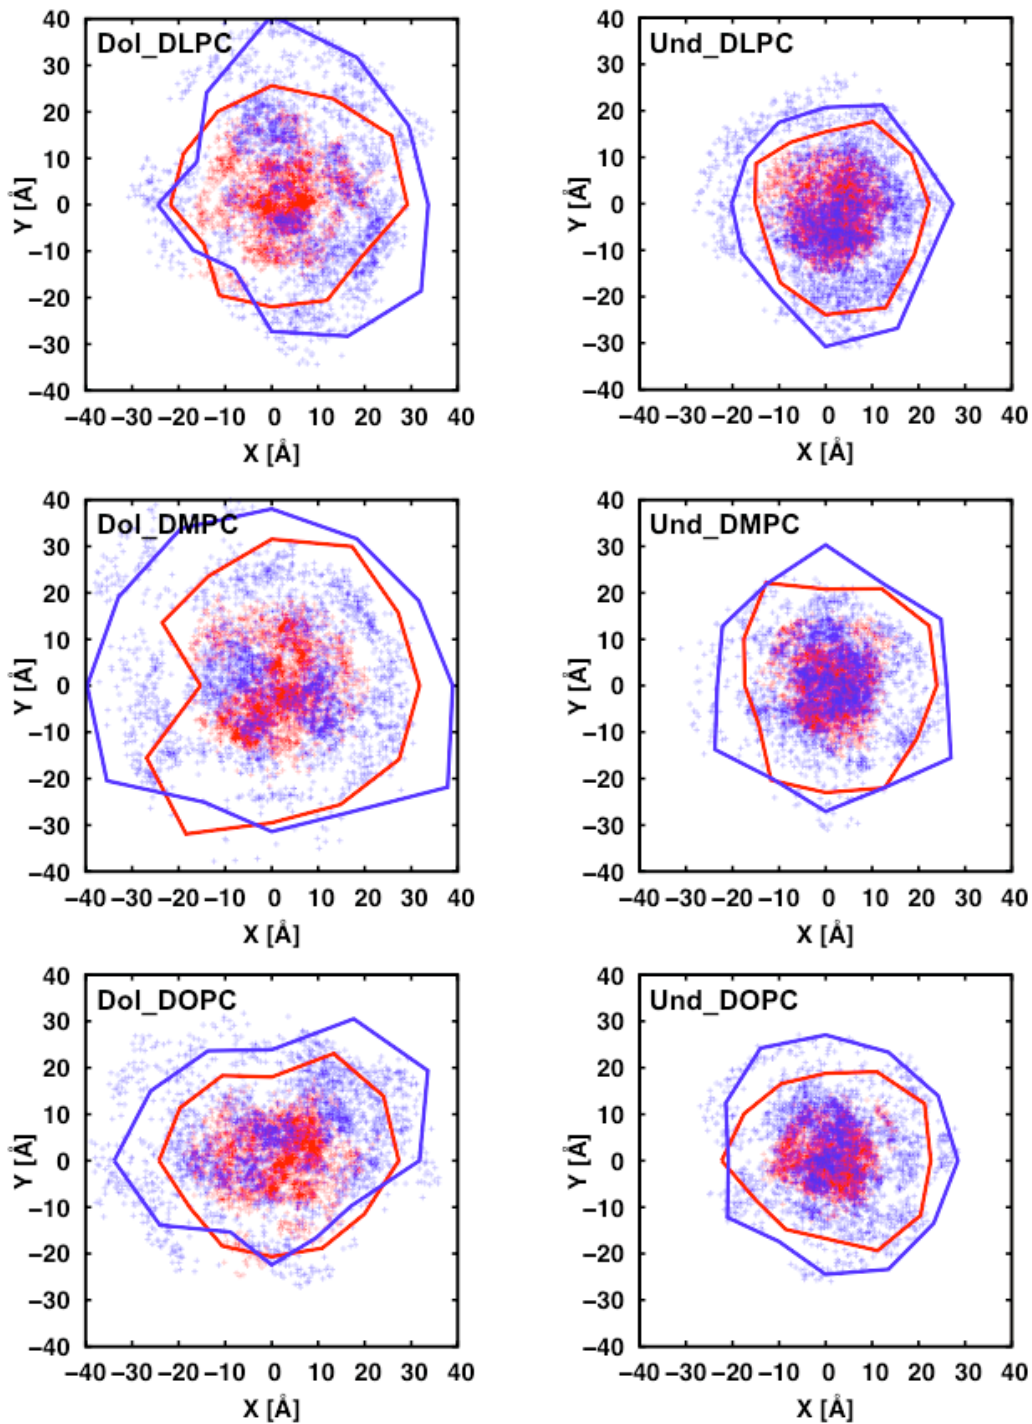 40 Dol_DLPC 40 Und_DLPC
30 30
20 20
10 10
Y [Å] 0 Y [Å] 0
−10 −10
−20 −20
−30 −30
−40 −40
−40 −30 −20 −10 0 10 20 30 40 −40 −30 −20 −10 0 10 20 30 40
X [Å] X [Å]
40 Dol_DMPC 40 Und_DMPC
30 30
20 20
10 10
Y [Å] 0 Y [Å] 0
−10 −10
−20 −20
−30 −30
−40 −40
−40 −30 −20 −10 0 10 20 30 40 −40 −30 −20 −10 0 10 20 30 40
X [Å] X [Å]
40 Dol_DOPC 40 Und_DOPC
30 30
20 20
10 10
Y [Å] 0 Y [Å] 0
−10 −10
−20 −20
−30 −30
−40 −40
−40 −30 −20 −10 0 10 20 30 40 −40 −30 −20 −10 0 10 20 30 40
X [Å] X [Å]